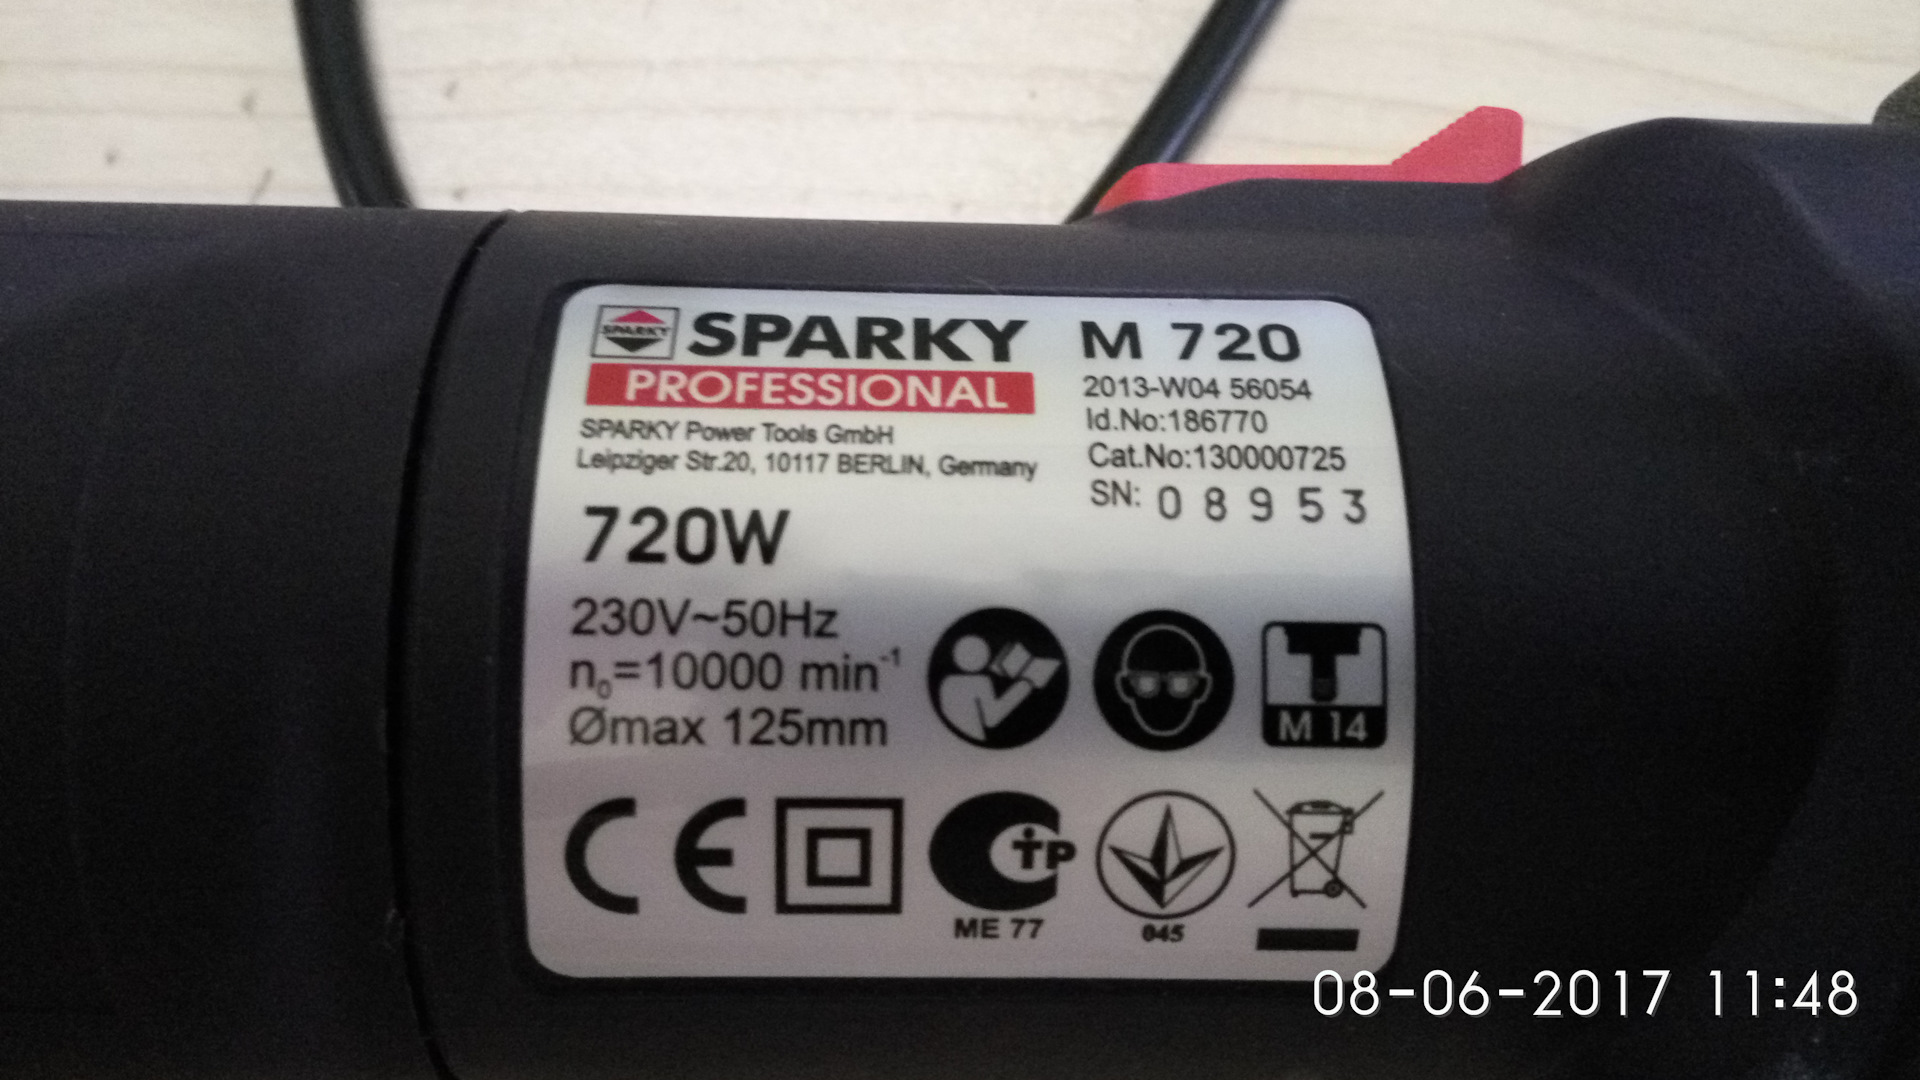 SPARKY
SPARKY
PROFESSIONAL
SPARKY Power Tools GmbH
Leipziger Str.20, 10117 BERLIN, Germany
M 720
2013-W04 56054
Id.No:186770
Cat.No:130000725
SN: 08953
720W
230V~50Hz
n₀=10000 min⁻¹
Ømax 125mm
M 14
CE
ME 77
045
08-06-2017 11:48